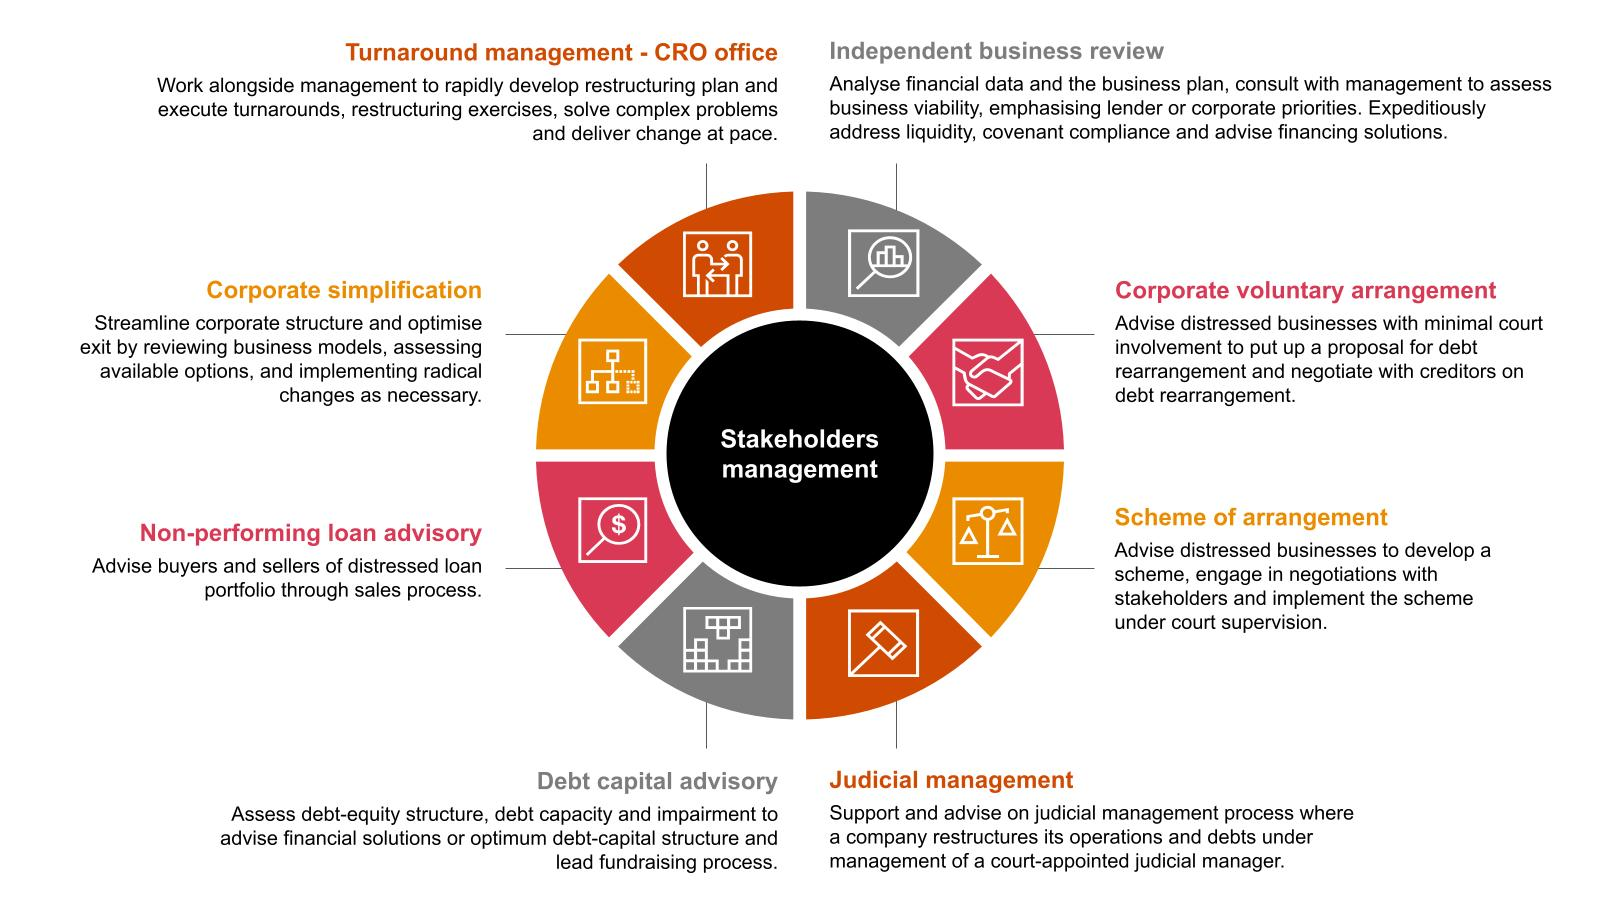 Turnaround management - CRO office
Work alongside management to rapidly develop restructuring plan and
execute turnarounds, restructuring exercises, solve complex problems
and deliver change at pace.
Independent business review
Analyse financial data and the business plan, consult with management to assess
business viability, emphasising lender or corporate priorities. Expeditiously
address liquidity, covenant compliance and advise financing solutions.
Corporate simplification
Streamline corporate structure and optimise
exit by reviewing business models, assessing
available options, and implementing radical
changes as necessary.
Corporate voluntary arrangement
Advise distressed businesses with minimal court
involvement to put up a proposal for debt
rearrangement and negotiate with creditors on
debt rearrangement.
Stakeholders
management
Non-performing loan advisory
Advise buyers and sellers of distressed loan
portfolio through sales process.
$
Scheme of arrangement
Advise distressed businesses to develop a
scheme, engage in negotiations with
stakeholders and implement the scheme
under court supervision.
Debt capital advisory
Assess debt-equity structure, debt capacity and impairment to
advise financial solutions or optimum debt-capital structure and
lead fundraising process.
Judicial management
Support and advise on judicial management process where
a company restructures its operations and debts under
management of a court-appointed judicial manager.